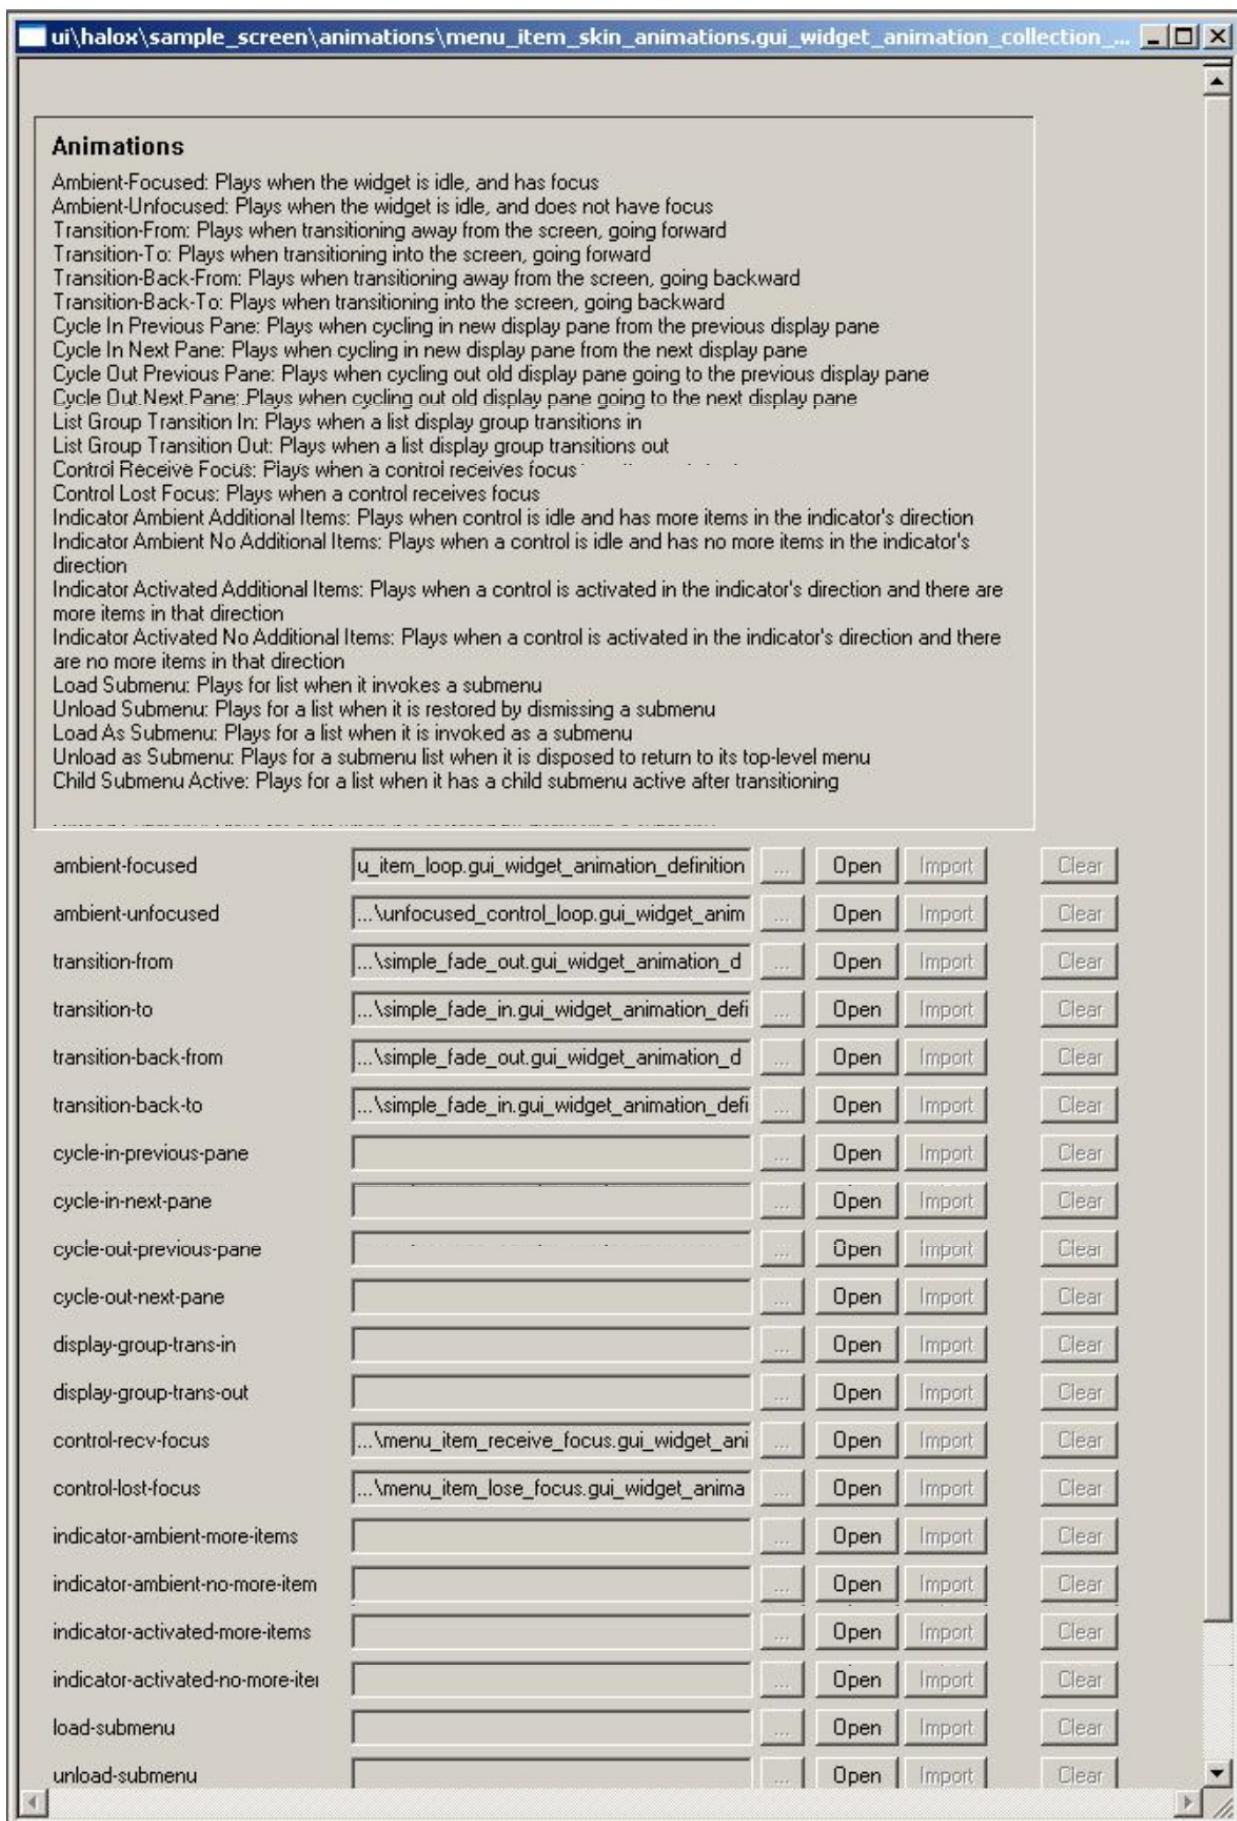 ui\halox\sample_screen\animations\menu_item_skin_animations.gui_widget_animation_collection_...
Animations
Ambient-Focused: Plays when the widget is idle, and has focus
Ambient-Unfocused: Plays when the widget is idle, and does not have focus
Transition-From: Plays when transitioning away from the screen, going forward
Transition-To: Plays when transitioning into the screen, going forward
Transition-Back-From: Plays when transitioning away from the screen, going backward
Transition-Back-To: Plays when transitioning into the screen, going backward
Cycle In Previous Pane: Plays when cycling in new display pane from the previous display pane
Cycle In Next Pane: Plays when cycling in new display pane from the next display pane
Cycle Out Previous Pane: Plays when cycling out old display pane going to the previous display pane
Cycle Out Next Pane: Plays when cycling out old display pane going to the next display pane
List Group Transition In: Plays when a list display group transitions in
List Group Transition Out: Plays when a list display group transitions out
Control Receive Focus: Plays when a control receives focus
Control Lost Focus: Plays when a control receives focus
Indicator Ambient Additional Items: Plays when control is idle and has more items in the indicator's direction
Indicator Ambient No Additional Items: Plays when a control is idle and has no more items in the indicator's
direction
Indicator Activated Additional Items: Plays when a control is activated in the indicator's direction and there are
more items in that direction
Indicator Activated No Additional Items: Plays when a control is activated in the indicator's direction and there
are no more items in that direction
Load Submenu: Plays for list when it invokes a submenu
Unload Submenu: Plays for a list when it is restored by dismissing a submenu
Load As Submenu: Plays for a list when it is invoked as a submenu
Unload as Submenu: Plays for a submenu list when it is disposed to return to its top-level menu
Child Submenu Active: Plays for a list when it has a child submenu active after transitioning
ambient-focused u_item_loop.gui_widget_animation_definition ... Open Import Clear
ambient-unfocused ...\unfocused_control_loop.gui_widget_anim ... Open Import Clear
transition-from ...\simple_fade_out.gui_widget_animation_d ... Open Import Clear
transition-to ...\simple_fade_in.gui_widget_animation_defi ... Open Import Clear
transition-back-from ...\simple_fade_out.gui_widget_animation_d ... Open Import Clear
transition-back-to ...\simple_fade_in.gui_widget_animation_defi ... Open Import Clear
cycle-in-previous-pane ... Open Import Clear
cycle-in-next-pane ... Open Import Clear
cycle-out-previous-pane ... Open Import Clear
cycle-out-next-pane ... Open Import Clear
display-group-trans-in ... Open Import Clear
display-group-trans-out ... Open Import Clear
control-recv-focus ...\menu_item_receive_focus.gui_widget_ani ... Open Import Clear
control-lost-focus ...\menu_item_lose_focus.gui_widget_anima ... Open Import Clear
indicator-ambient-more-items ... Open Import Clear
indicator-ambient-no-more-item ... Open Import Clear
indicator-activated-more-items ... Open Import Clear
indicator-activated-no-more-iter ... Open Import Clear
load-submenu ... Open Import Clear
unload-submenu ... Open Import Clear